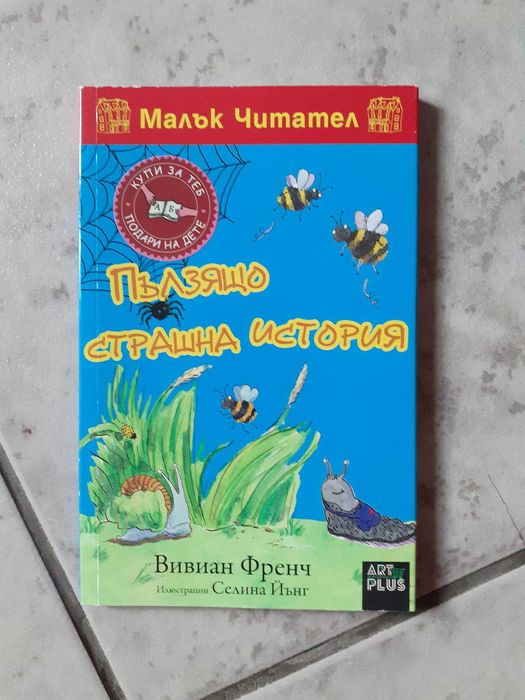 Малък Читател
КУПИ ЗА ТЕБ
А Б
ПОДАРИ НА ДЕТЕ
Пълзящо
страшна история
Вивиан Френч
Илюстрации Селина Йънг
ART
PLUS